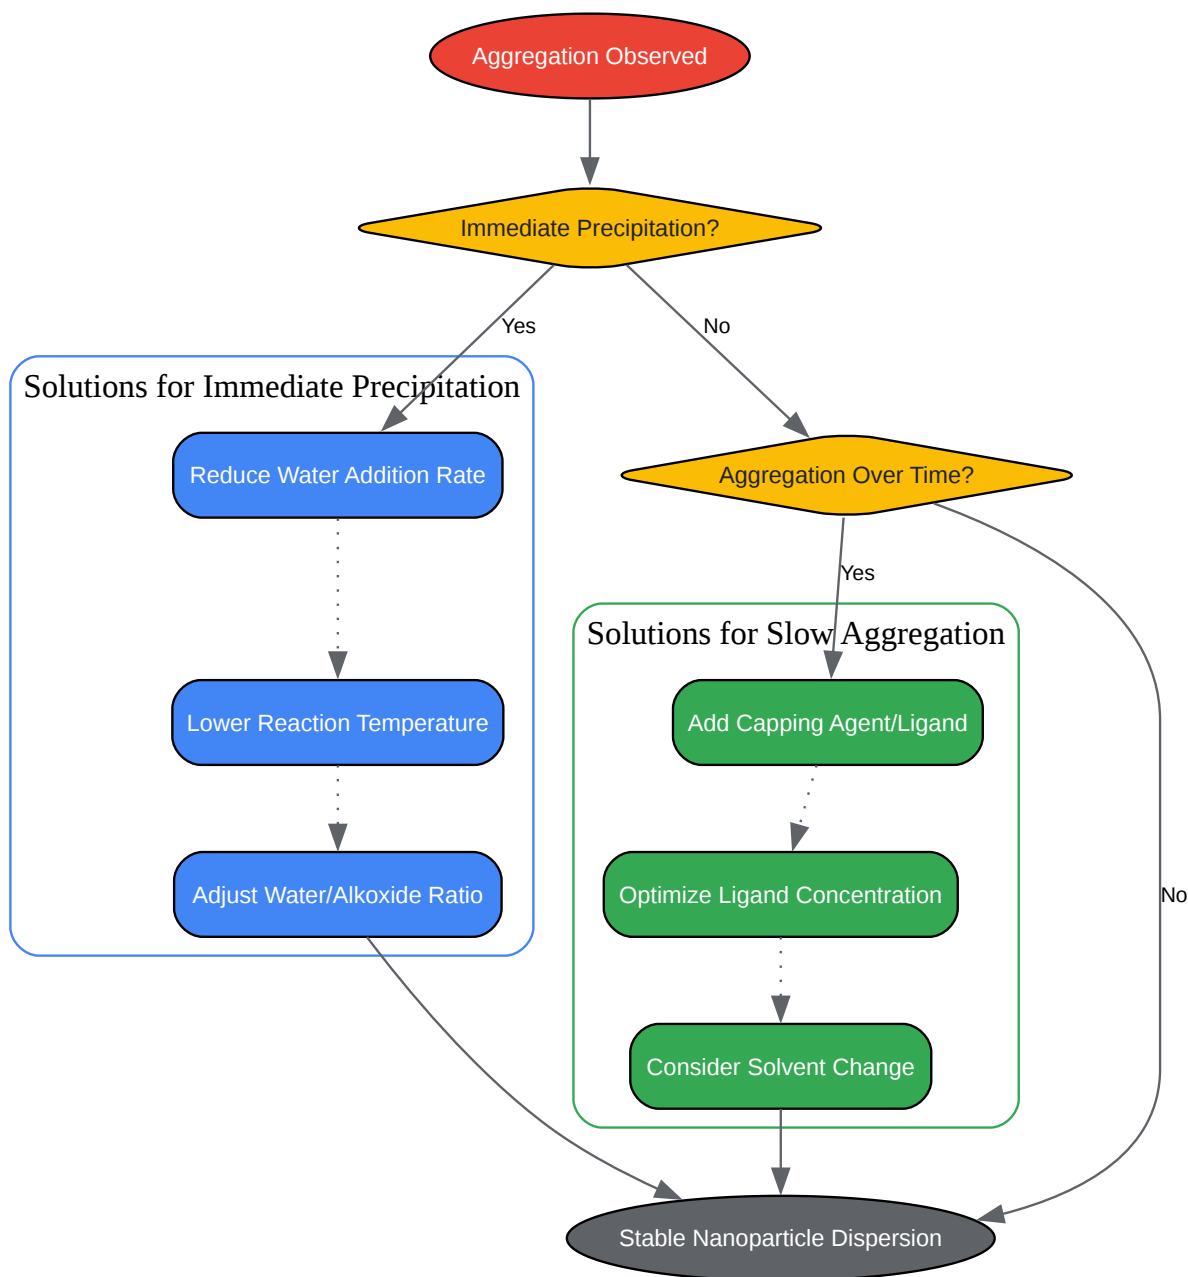 Aggregation Observed
Immediate Precipitation?
Yes
No
Solutions for Immediate Precipitation
Reduce Water Addition Rate
Aggregation Over Time?
Yes
Solutions for Slow Aggregation
Lower Reaction Temperature
Add Capping Agent/Ligand
Adjust Water/Alkoxide Ratio
Optimize Ligand Concentration
No
Consider Solvent Change
Stable Nanoparticle Dispersion